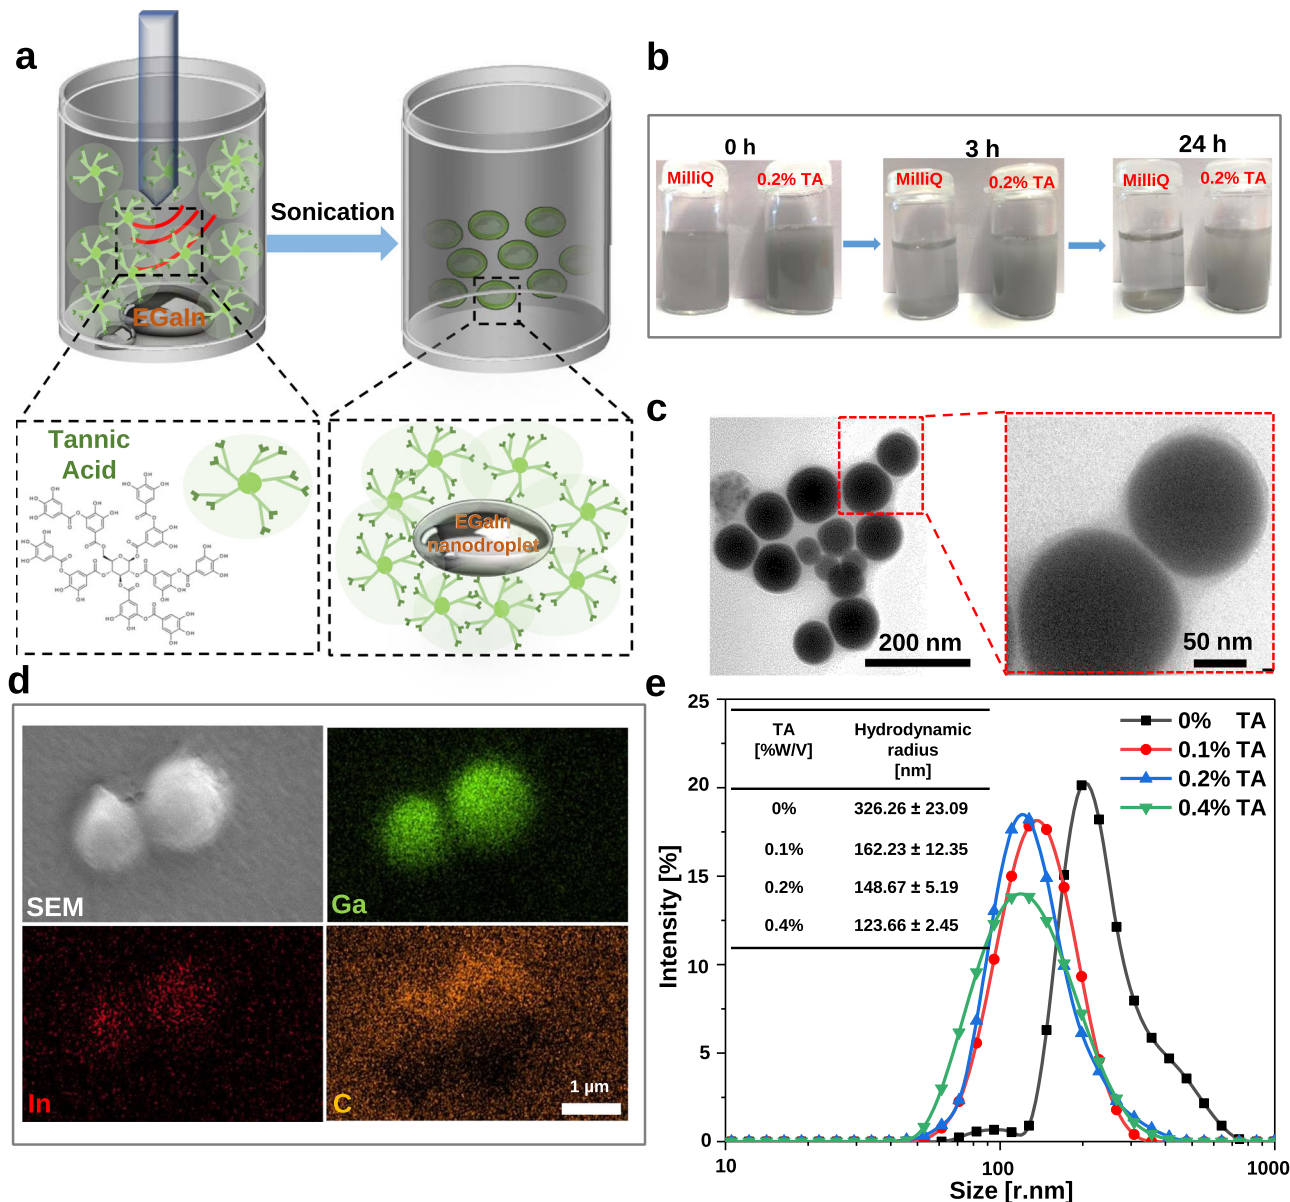 a
Sonication
EGaIn
Tannic
Acid
EGaIn
nanodroplet
b
0 h
3 h
24 h
MilliQ
0.2% TA
MilliQ
0.2% TA
MilliQ
0.2% TA
c
200 nm
50 nm
d
SEM
Ga
In
C
1 µm
e
TA
[%W/V]
Hydrodynamic
radius
[nm]
0% 326.26 ± 23.09
0.1% 162.23 ± 12.35
0.2% 148.67 ± 5.19
0.4% 123.66 ± 2.45
0% TA
0.1% TA
0.2% TA
0.4% TA
Intensity [%]
25
20
15
10
5
0
10
100
1000
Size [r.nm]